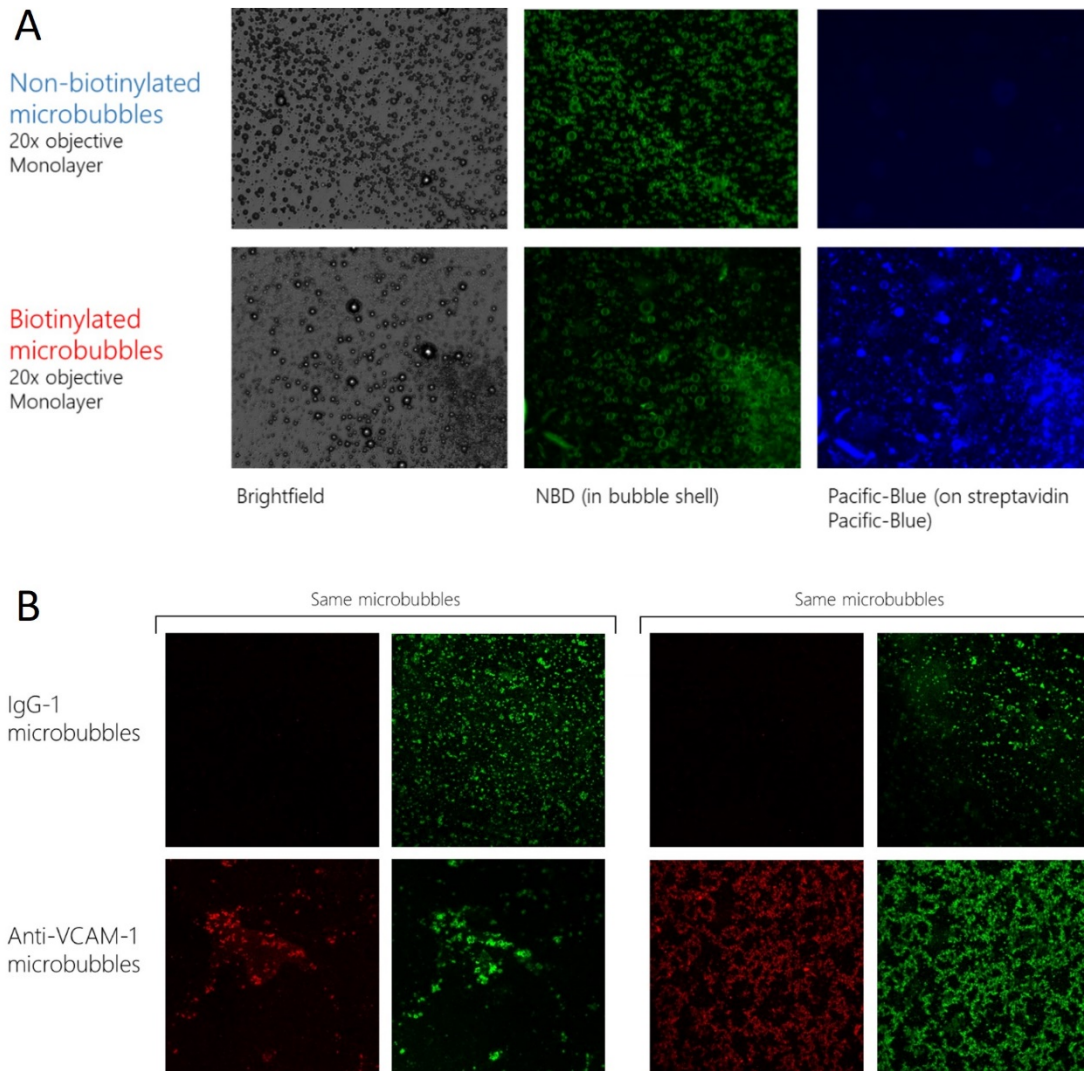 A
Non-biotinylated
microbubbles
20x objective
Monolayer
Biotinylated
microbubbles
20x objective
Monolayer
Brightfield
NBD (in bubble shell)
Pacific-Blue (on streptavidin
Pacific-Blue)
B
Same microbubbles
Same microbubbles
IgG-1
microbubbles
Anti-VCAM-1
microbubbles